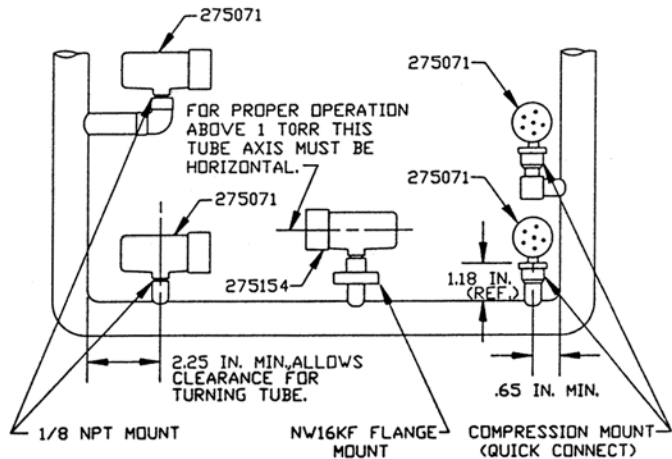 275071
275071
FOR PROPER OPERATION
ABOVE 1 TORR THIS
TUBE AXIS MUST BE
HORIZONTAL.
275071
275071
275154
1.18 IN.
(REF.)
2.25 IN. MIN.,ALLOWS
CLEARANCE FOR
TURNING TUBE.
.65 IN. MIN.
1/8 NPT MOUNT
NW16KF FLANGE
MOUNT
COMPRESSION MOUNT
(QUICK CONNECT)